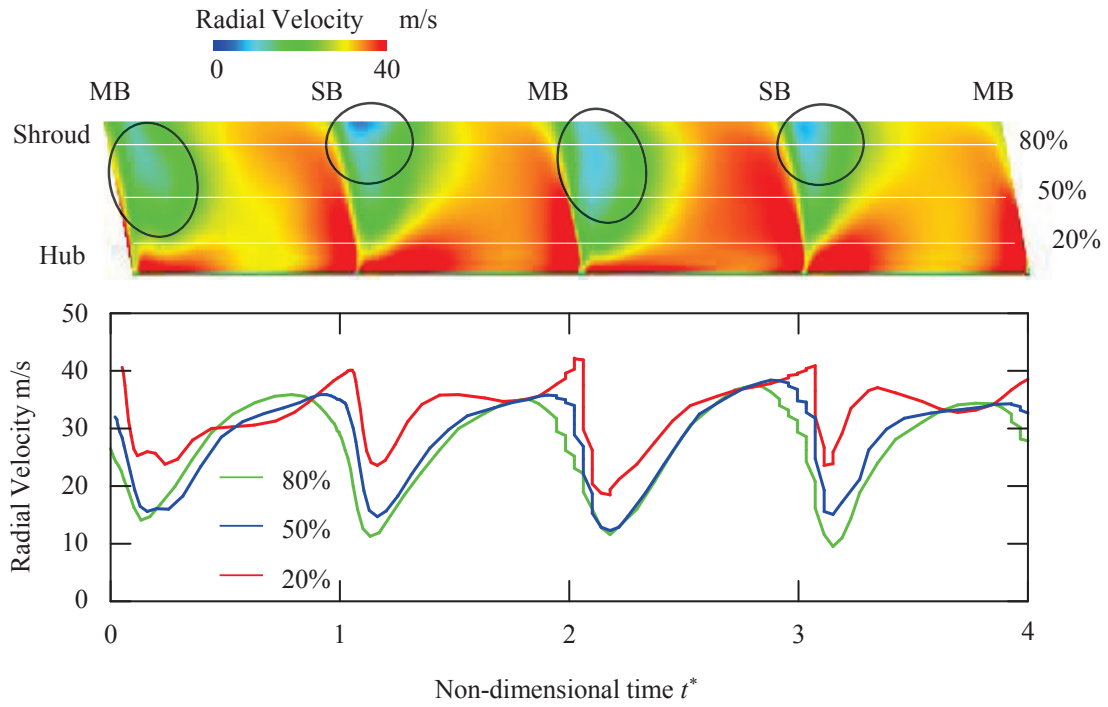 Radial Velocity m/s
0 40
MB SB MB SB MB
Shroud 80%
50%
20%
Hub
50
40
30
20
10
0
Radial Velocity m/s
80%
50%
20%
0 1 2 3 4
Non-dimensional time t*